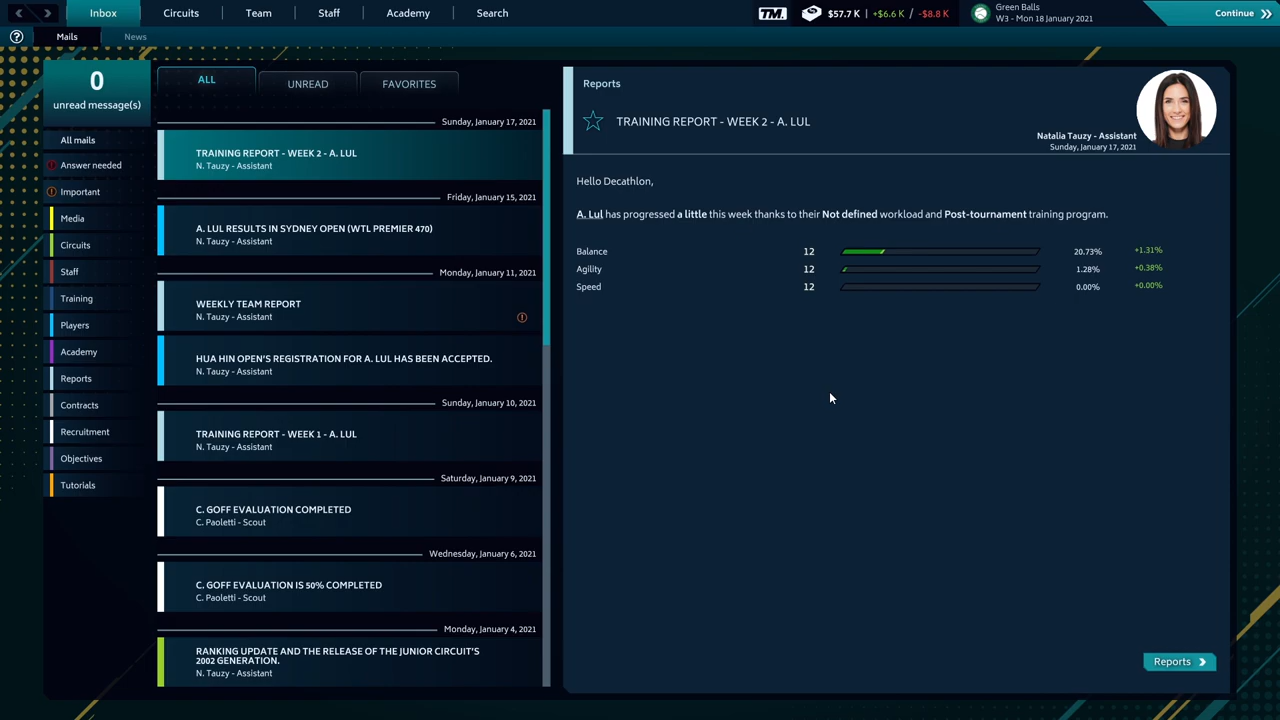 Inbox Circuits Team Staff Academy Search TM. $57.7 K | +$6.6 K / -$8.8 K Green Balls Continue
W3 - Mon 18 January 2021
? Mails News
0
unread message(s)
All mails
Answer needed
Important
Media
Circuits
Staff
Training
Players
Academy
Reports
Contracts
Recruitment
Objectives
Tutorials
ALL UNREAD FAVORITES
Sunday, January 17, 2021
TRAINING REPORT - WEEK 2 - A. LUL
N. Tauzy - Assistant
Friday, January 15, 2021
A. LUL RESULTS IN SYDNEY OPEN (WTL PREMIER 470)
N. Tauzy - Assistant
Monday, January 11, 2021
WEEKLY TEAM REPORT
N. Tauzy - Assistant
HUA HIN OPEN'S REGISTRATION FOR A. LUL HAS BEEN ACCEPTED.
N. Tauzy - Assistant
Sunday, January 10, 2021
TRAINING REPORT - WEEK 1 - A. LUL
N. Tauzy - Assistant
Saturday, January 9, 2021
C. GOFF EVALUATION COMPLETED
C. Paoletti - Scout
Wednesday, January 6, 2021
C. GOFF EVALUATION IS 50% COMPLETED
C. Paoletti - Scout
Monday, January 4, 2021
RANKING UPDATE AND THE RELEASE OF THE JUNIOR CIRCUIT'S
2002 GENERATION.
N. Tauzy - Assistant
Reports
TRAINING REPORT - WEEK 2 - A. LUL
Natalia Tauzy - Assistant
Sunday, January 17, 2021
Hello Decathlon,
A. Lul has progressed a little this week thanks to their Not defined workload and Post-tournament training program.
Balance 12 20.73% +1.31%
Agility 12 1.28% +0.38%
Speed 12 0.00% +0.00%
Reports